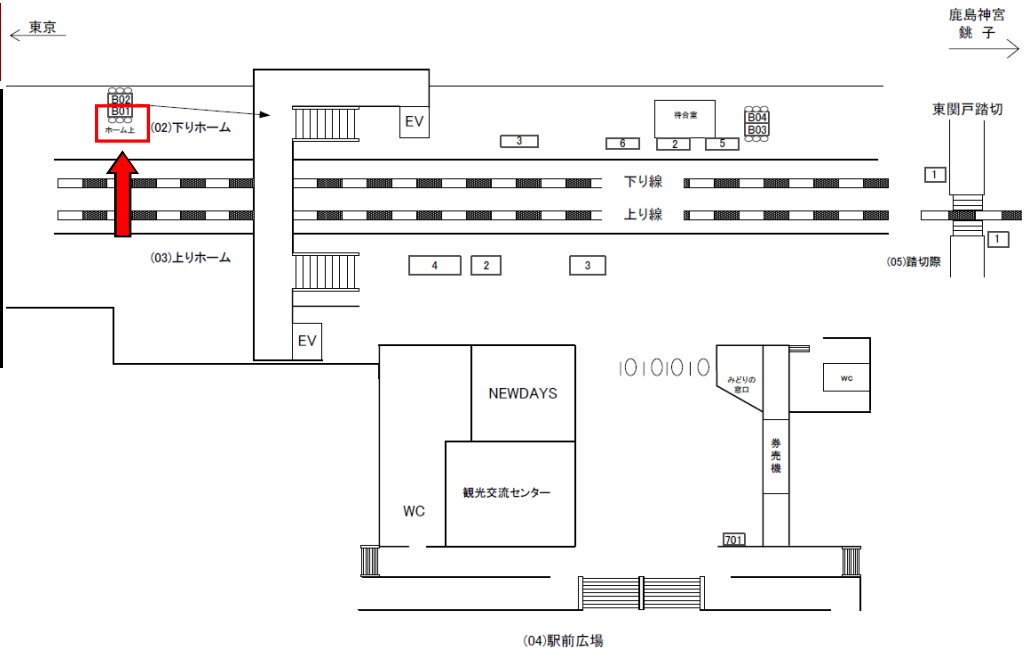 東京
鹿島神宮
銚 子
B02
B01
ホーム上
(02)下りホーム
EV
3
6
待合室
2
5
B04
B03
東関戸踏切
1
下り線
上り線
(03)上りホーム
4
2
3
1
(05)踏切際
EV
NEWDAYS
みどりの
窓口
WC
券売機
観光交流センター
WC
701
(04)駅前広場